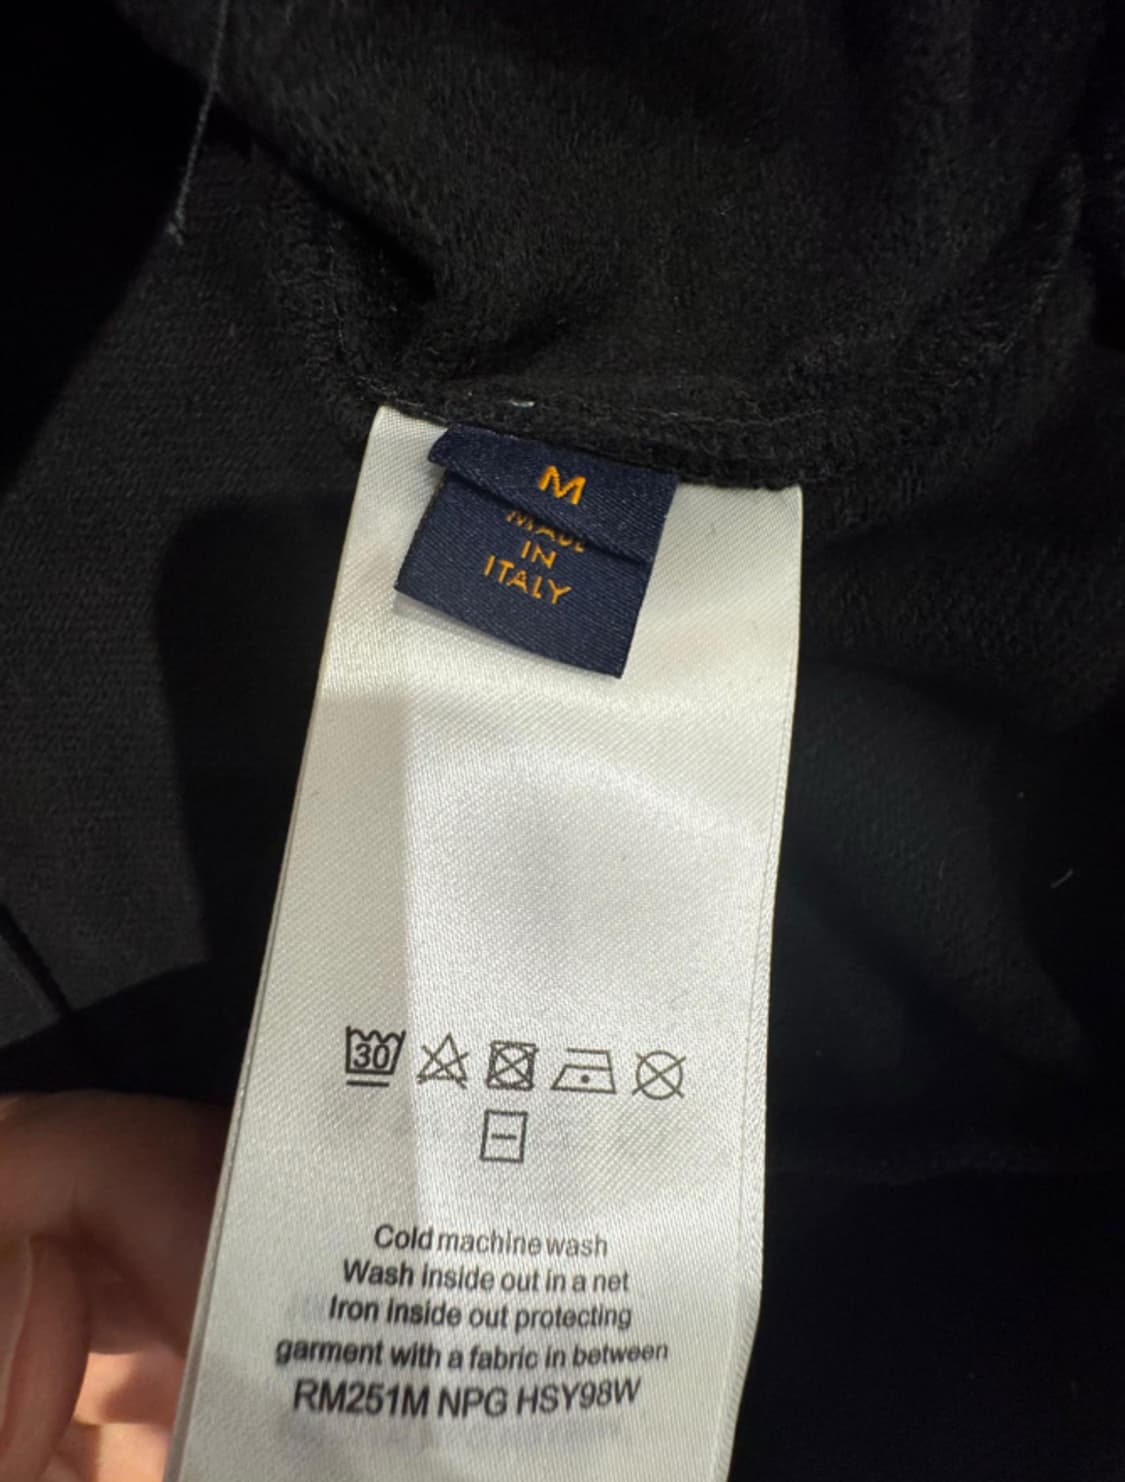 M
MADE
IN
ITALY
30
Cold machine wash
Wash inside out in a net
Iron inside out protecting
garment with a fabric in between
RM251M NPG HSY98W